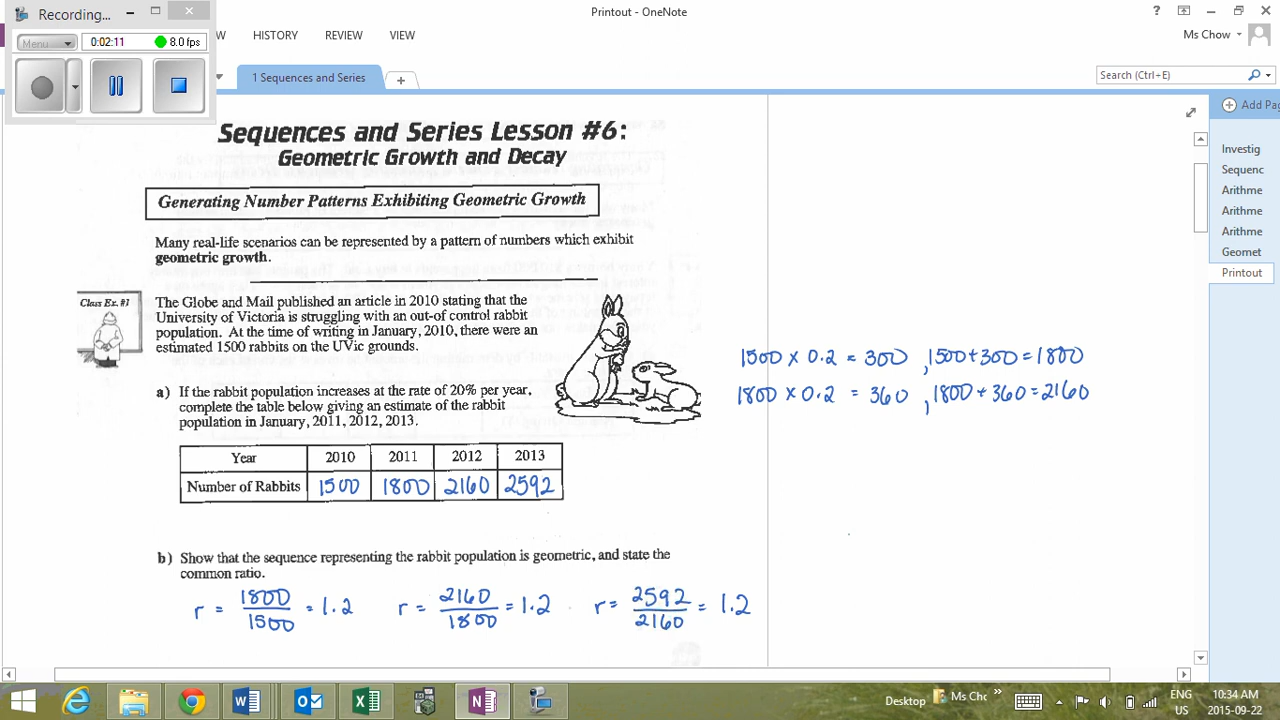 Recording...
Menu
0:02:11
8.0 fps
Printout - OneNote
W
HISTORY
REVIEW
VIEW
Ms Chow
1 Sequences and Series
Search (Ctrl+E)
Add Pag
Investig
Sequenc
Arithme
Arithme
Arithme
Geomet
Printout
Sequences and Series Lesson #6:
Geometric Growth and Decay
Generating Number Patterns Exhibiting Geometric Growth
Many real-life scenarios can be represented by a pattern of numbers which exhibit
geometric growth.
Class Ex. #1
The Globe and Mail published an article in 2010 stating that the
University of Victoria is struggling with an out-of control rabbit
population. At the time of writing in January, 2010, there were an
estimated 1500 rabbits on the UVic grounds.
1500 x 0.2 = 300 , 1500+300 = 1800
1800 x 0.2 = 360 , 1800 + 360 = 2160
a) If the rabbit population increases at the rate of 20% per year,
complete the table below giving an estimate of the rabbit
population in January, 2011, 2012, 2013.
Year 2010 2011 2012 2013
Number of Rabbits 1500 1800 2160 2592
b) Show that the sequence representing the rabbit population is geometric, and state the
common ratio.
r = 1800/1500 = 1.2 r = 2160/1800 = 1.2 r = 2592/2160 = 1.2
Desktop
Ms Chc
ENG
US
10:34 AM
2015-09-22